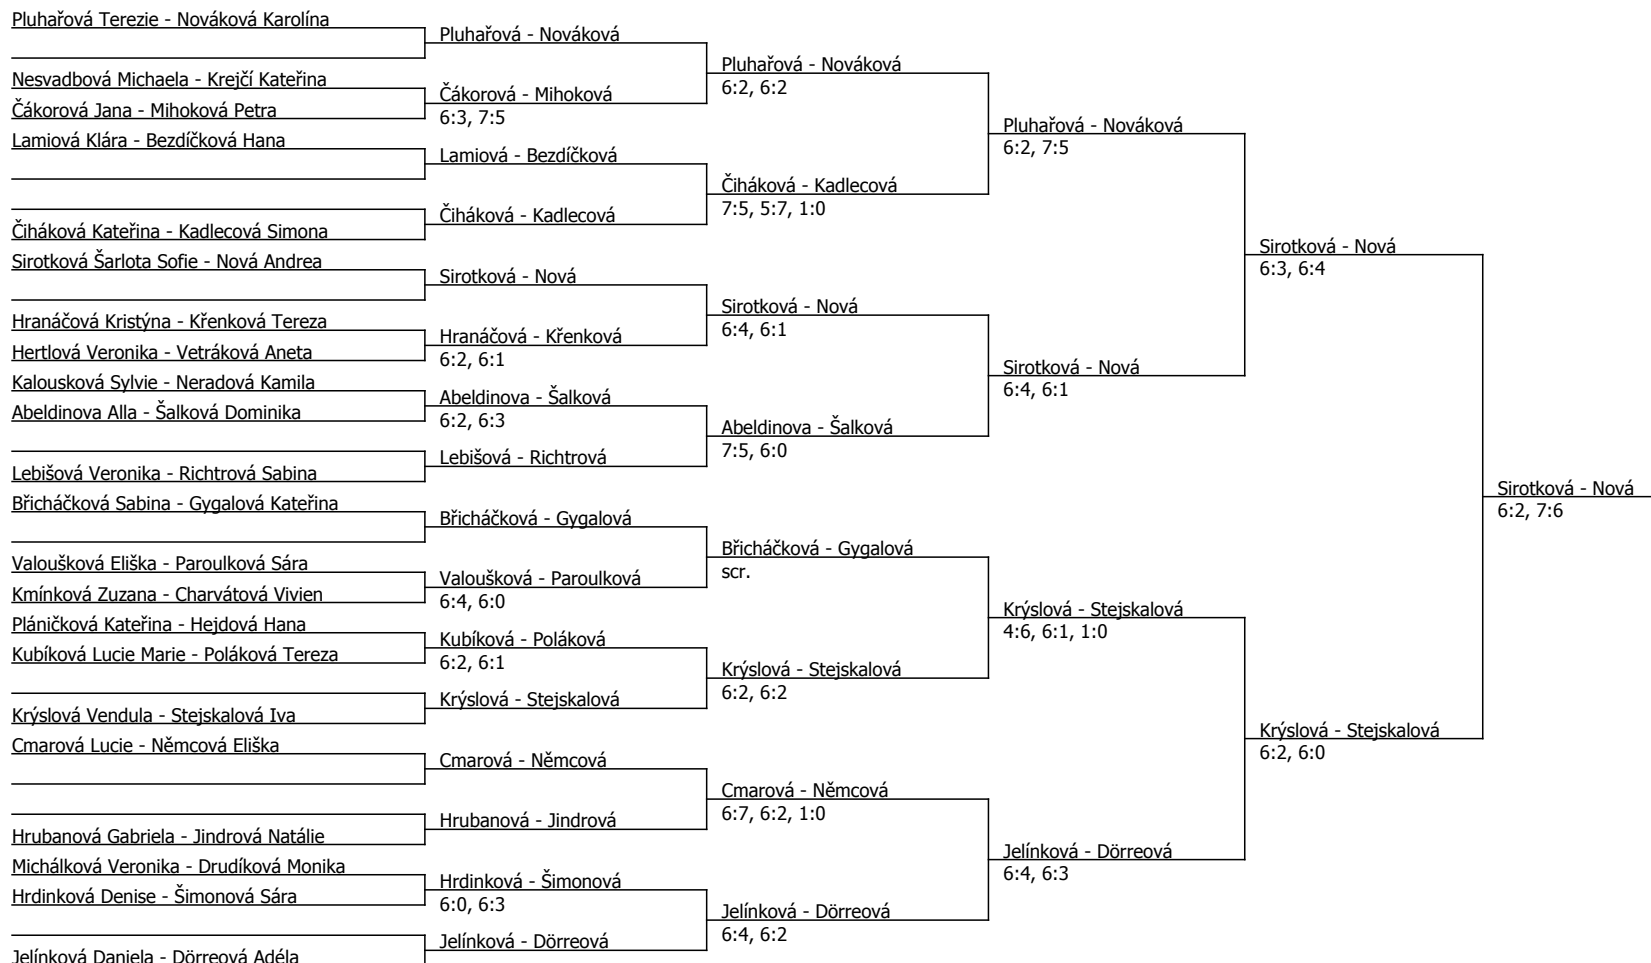 Pluhařová Terezie - Nováková Karolína
Nesvadbová Michaela - Krejčí Kateřina
Čákorová Jana - Mihoková Petra
Lamiová Klára - Bezdíčková Hana
Čiháková Kateřina - Kadlecová Simona
Sirotková Šarlota Sofie - Nová Andrea
Hranáčová Kristýna - Křenková Tereza
Hertlová Veronika - Vetráková Aneta
Kalousková Sylvie - Neradová Kamila
Abeldinova Alla - Šalková Dominika
Lebišová Veronika - Richtrová Sabina
Břicháčková Sabina - Gygalová Kateřina
Valoušková Eliška - Paroulková Sára
Kmínková Zuzana - Charvátová Vivien
Pláničková Kateřina - Hejdová Hana
Kubíková Lucie Marie - Poláková Tereza
Krýslová Vendula - Stejskalová Iva
Cmarová Lucie - Němcová Eliška
Hrubanová Gabriela - Jindrová Natálie
Michálková Veronika - Drudíková Monika
Hrdinková Denise - Šimonová Sára
Jelínková Daniela - Dörreová Adéla
Pluhařová - Nováková
Čákorová - Mihoková
6:3, 7:5
Lamiová - Bezdíčková
Čiháková - Kadlecová
Sirotková - Nová
Hranáčová - Křenková
6:2, 6:1
Abeldinova - Šalková
6:2, 6:3
Lebišová - Richtrová
Břicháčková - Gygalová
Valoušková - Paroulková
6:4, 6:0
Kubíková - Poláková
6:2, 6:1
Krýslová - Stejskalová
Cmarová - Němcová
Hrubanová - Jindrová
Hrdinková - Šimonová
6:0, 6:3
Jelínková - Dörreová
Pluhařová - Nováková
6:2, 6:2
Čiháková - Kadlecová
7:5, 5:7, 1:0
Sirotková - Nová
6:4, 6:1
Abeldinova - Šalková
7:5, 6:0
Břicháčková - Gygalová
scr.
Krýslová - Stejskalová
6:2, 6:2
Cmarová - Němcová
6:7, 6:2, 1:0
Jelínková - Dörreová
6:4, 6:2
Pluhařová - Nováková
6:2, 7:5
Sirotková - Nová
6:4, 6:1
Krýslová - Stejskalová
4:6, 6:1, 1:0
Jelínková - Dörreová
6:4, 6:3
Sirotková - Nová
6:3, 6:4
Krýslová - Stejskalová
6:2, 6:0
Sirotková - Nová
6:2, 7:6